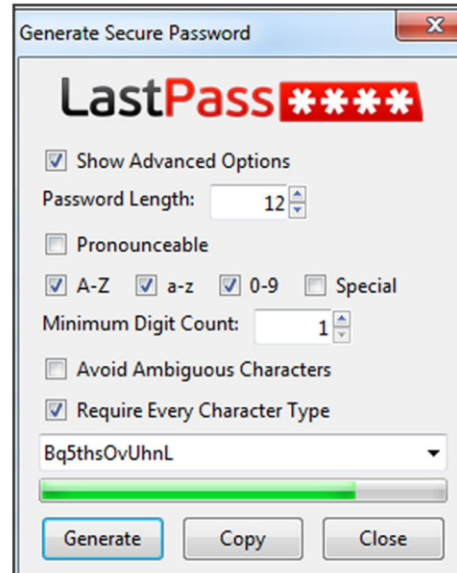 Generate Secure Password
LastPass ****
Show Advanced Options
Password Length: 12
Pronounceable
A-Z a-z 0-9 Special
Minimum Digit Count: 1
Avoid Ambiguous Characters
Require Every Character Type
Bq5thsOvUhnL
Generate Copy Close